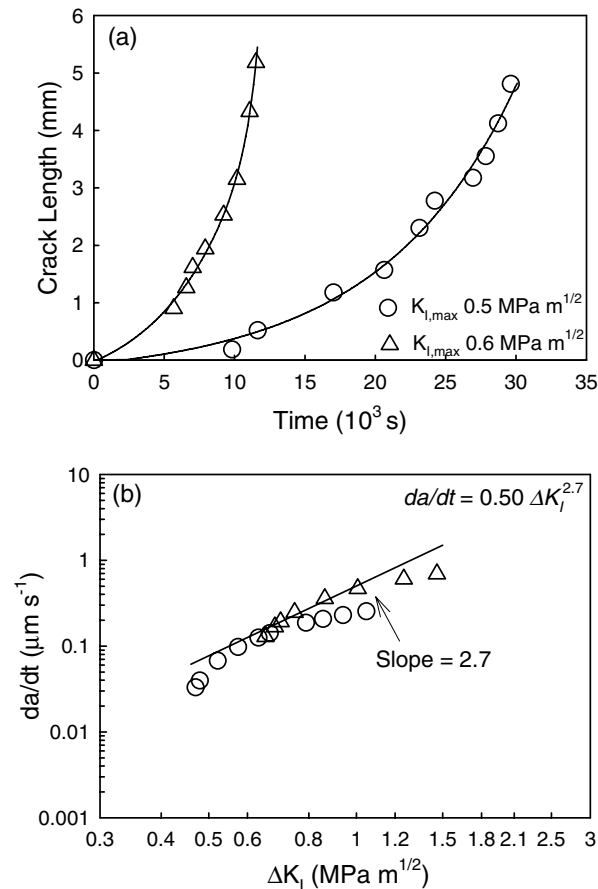 (a)
6
5
4
3
2
1
0
Crack Length (mm)
K_{I,max} 0.5 MPa m^{1/2}
K_{I,max} 0.6 MPa m^{1/2}
0 5 10 15 20 25 30 35
Time (10^3 s)
(b)
da/dt = 0.50 ΔK_I^{2.7}
10
1
0.1
0.01
0.001
da/dt (μm s^{-1})
Slope = 2.7
0.3 0.4 0.5 0.6 0.8 1 1.2 1.5 1.8 2.1 2.5 3
ΔK_I (MPa m^{1/2})